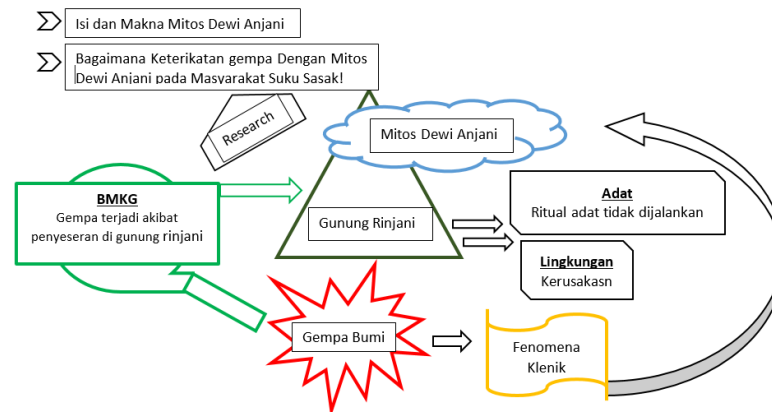 Isi dan Makna Mitos Dewi Anjani
Bagaimana Keterikatan gempa Dengan Mitos
Dewi Anjani pada Masyarakat Suku Sasak!
Research
Mitos Dewi Anjani
BMKG
Gempa terjadi akibat
penyeseran di gunung rinjani
Gunung Rinjani
Adat
Ritual adat tidak dijalankan
Lingkungan
Kerusakasn
Gempa Bumi
Fenomena
Klenik